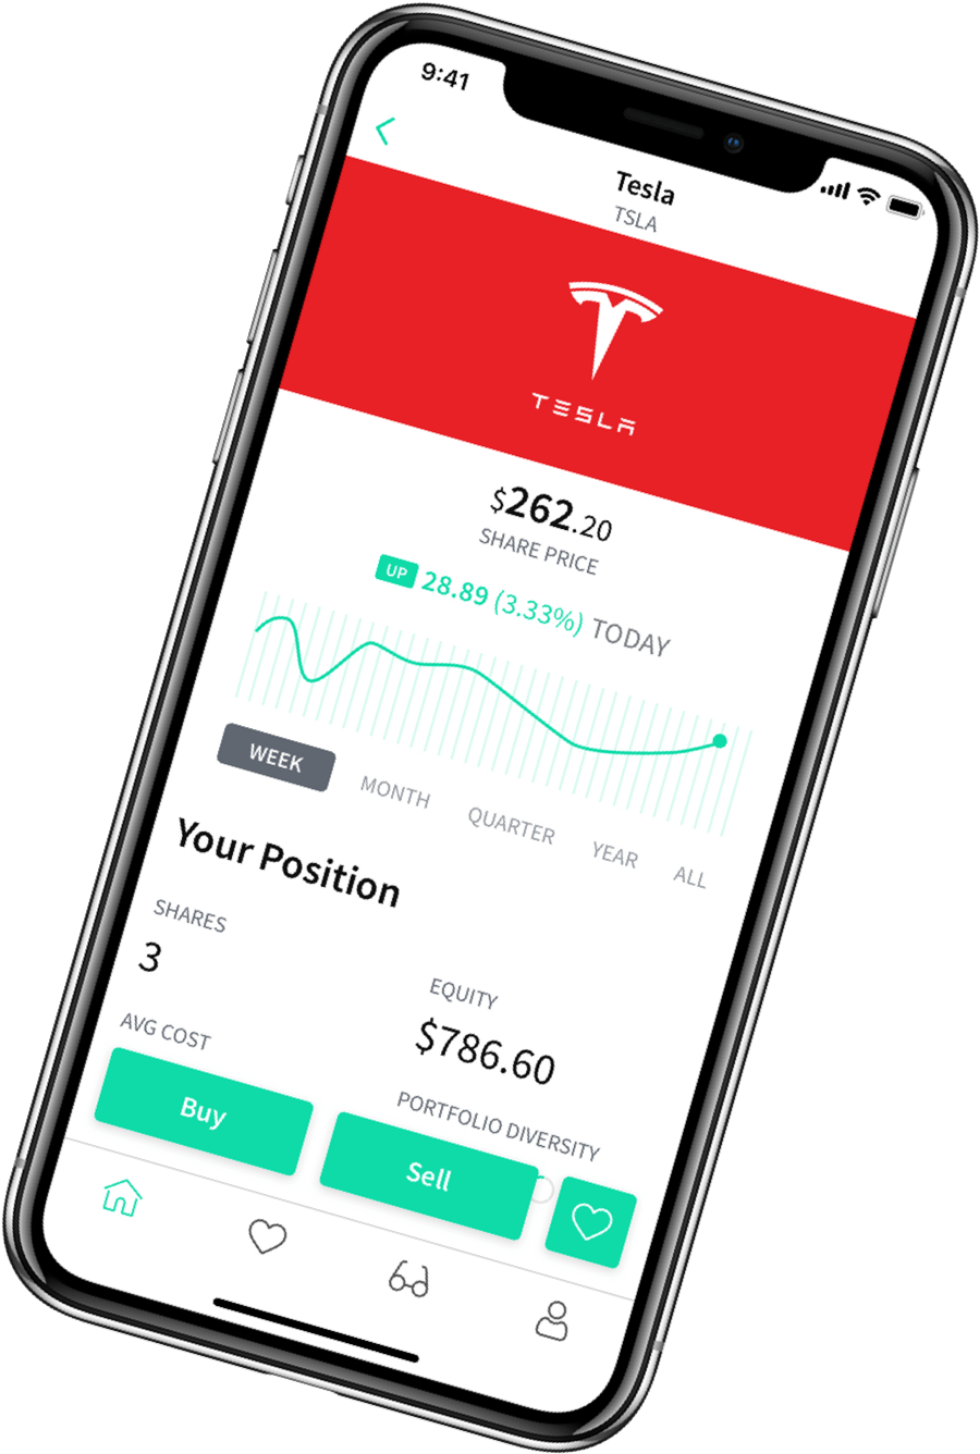 9:41
Tesla
TSLA
TESLA
$262.20
SHARE PRICE
UP 28.89 (3.33%) TODAY
WEEK MONTH QUARTER YEAR ALL
Your Position
SHARES
3
EQUITY
$786.60
AVG COST
PORTFOLIO DIVERSITY
Buy Sell